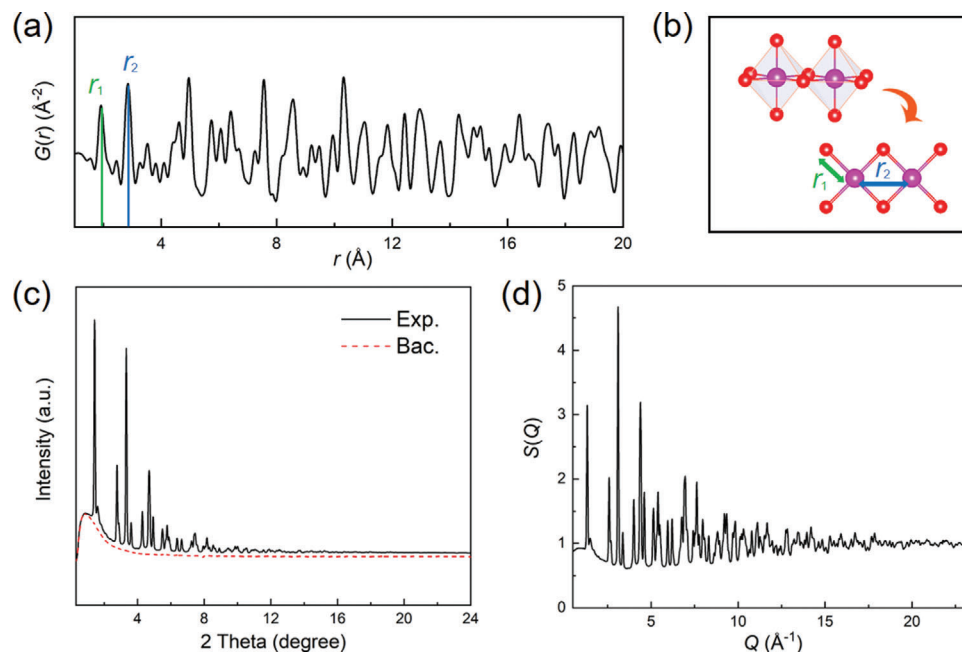 (a)
r1
r2
G(r) (Å-2)
4
8
12
16
20
r (Å)
(b)
r1
r2
(c)
Exp.
Bac.
Intensity (a.u.)
0
4
8
12
16
20
24
2 Theta (degree)
(d)
5
4
3
2
1
0
S(Q)
5
10
15
20
Q (Å-1)